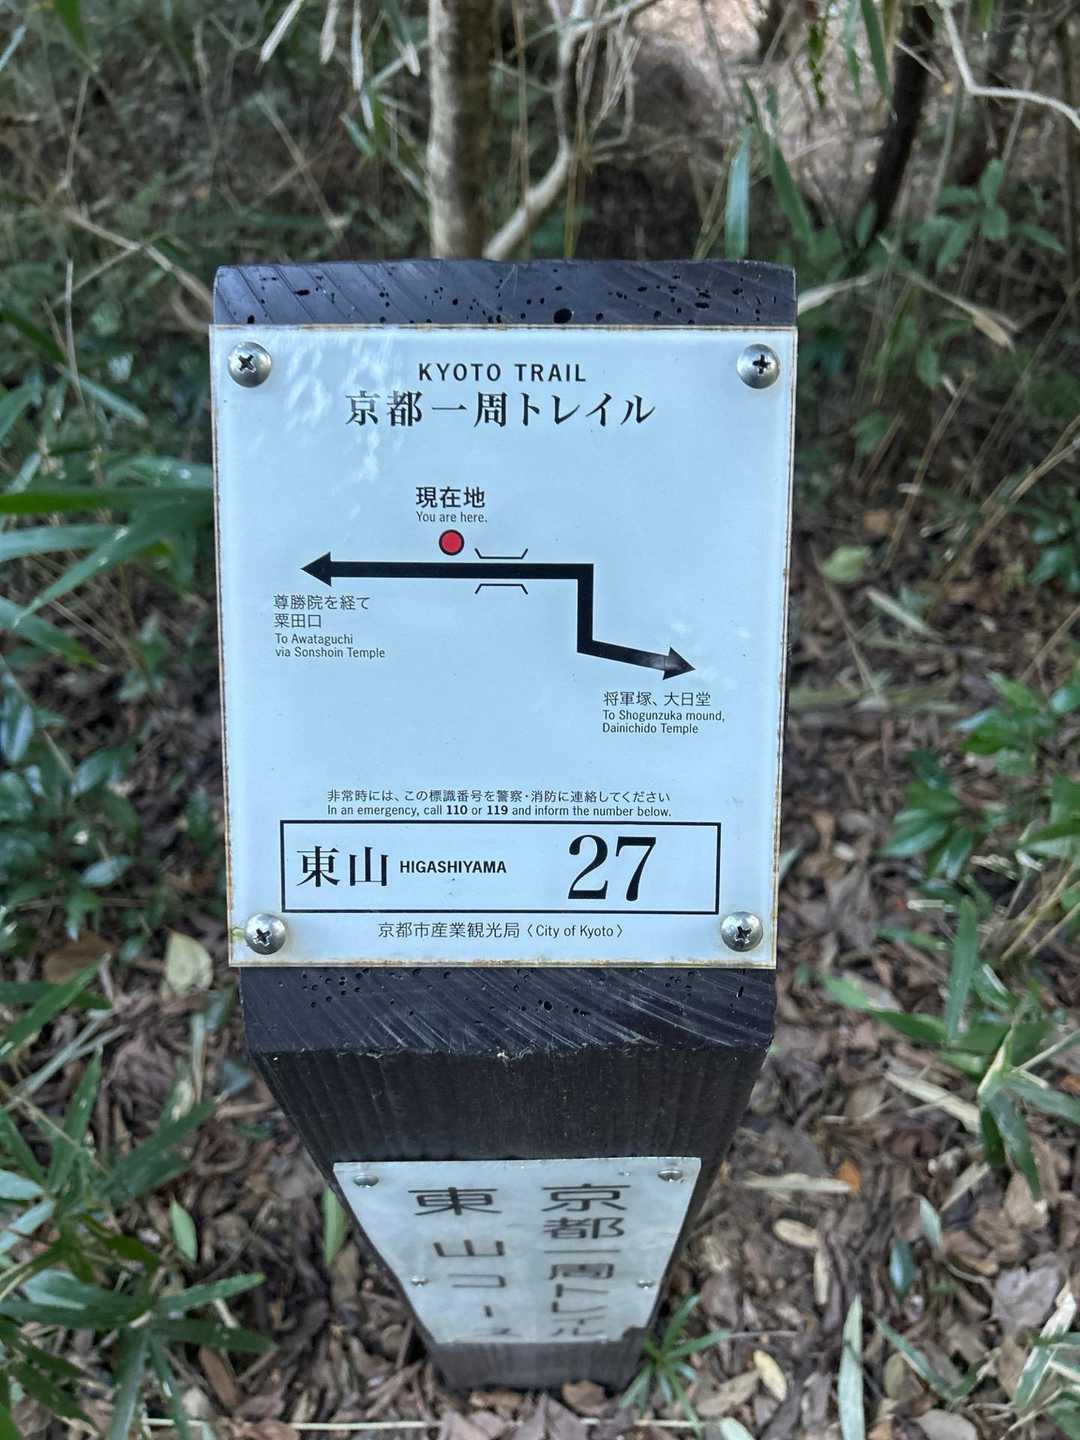 KYOTO TRAIL
京都一周トレイル
現在地
You are here.
尊勝院を経て
粟田口
To Awataguchi
via Sonshoin Temple
将軍塚、大日堂
To Shogunzuka mound,
Dainichido Temple
非常時には、この標識番号を警察・消防に連絡してください
In an emergency, call 110 or 119 and inform the number below.
東山 HIGASHIYAMA 27
京都市産業観光局〈City of Kyoto〉
京都一周トレイル
東山コース